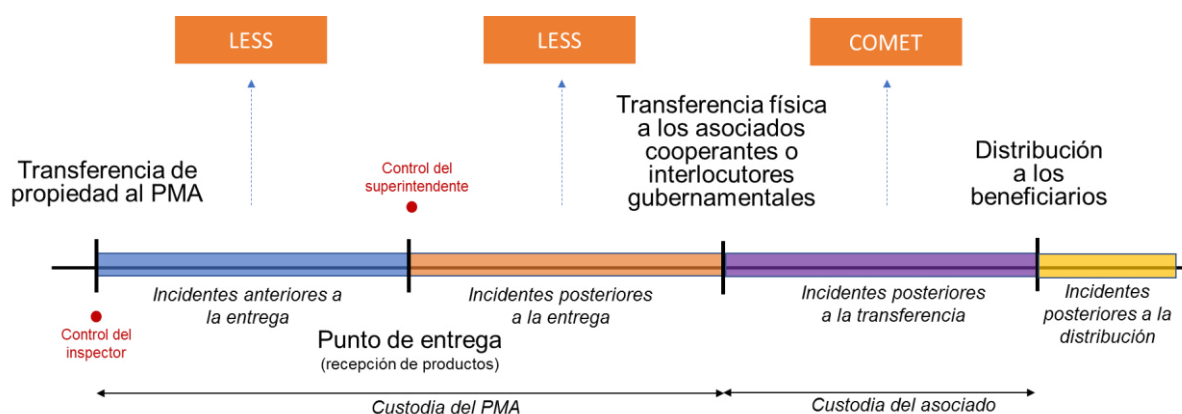 LESS
LESS
COMET
Transferencia de
propiedad al PMA
Control del
superintendente
Transferencia física
a los asociados
cooperantes o
interlocutores
gubernamentales
Distribución
a los
beneficiarios
Incidentes anteriores a
la entrega
Incidentes posteriores
a la entrega
Incidentes posteriores
a la transferencia
Incidentes
posteriores a la
distribución
Control del
inspector
Punto de entrega
(recepción de productos)
Custodia del PMA
Custodia del asociado